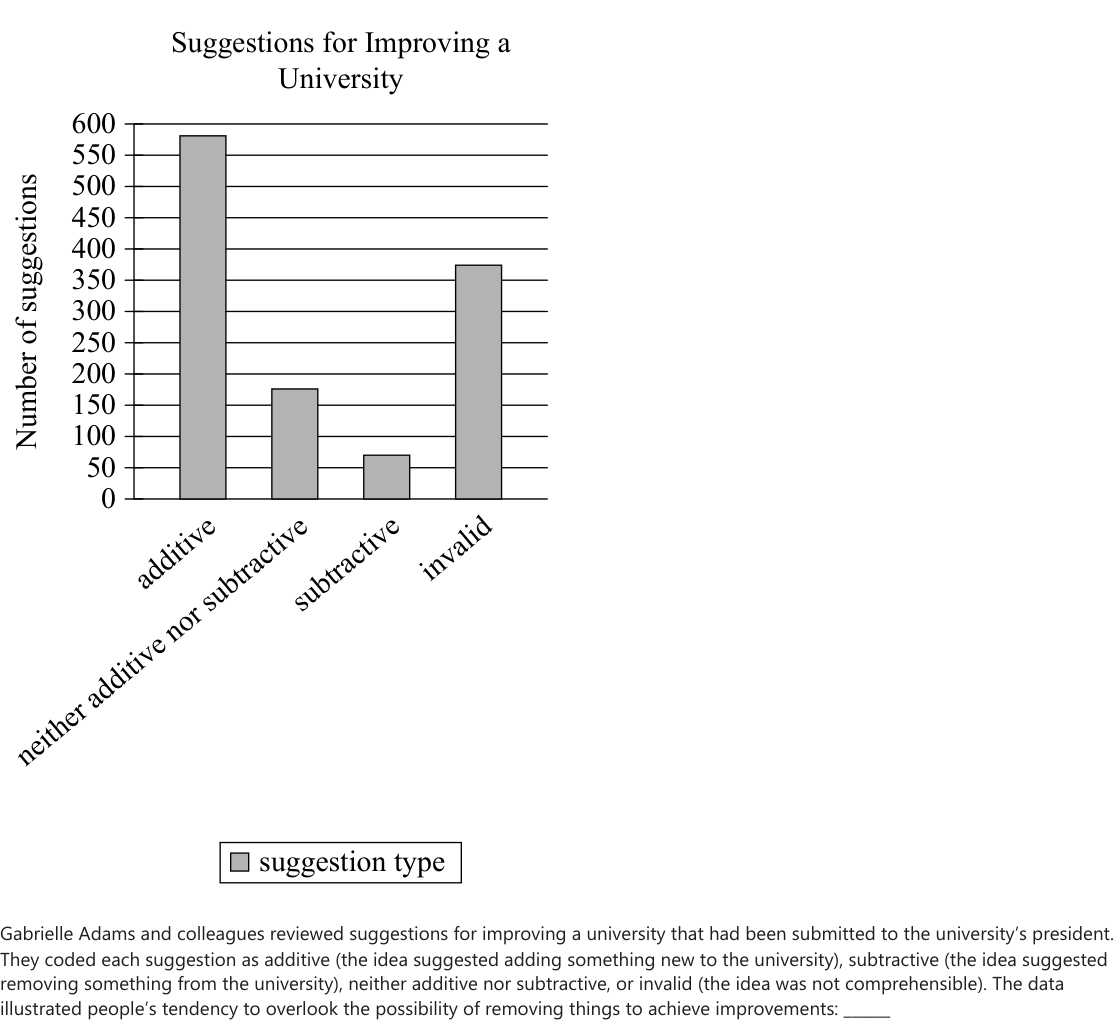 Suggestions for Improving a
University
Number of suggestions
600
550
500
450
400
350
300
250
200
150
100
50
0
additive
neither additive nor subtractive
subtractive
invalid
suggestion type
Gabrielle Adams and colleagues reviewed suggestions for improving a university that had been submitted to the university’s president.
They coded each suggestion as additive (the idea suggested adding something new to the university), subtractive (the idea suggested
removing something from the university), neither additive nor subtractive, or invalid (the idea was not comprehensible). The data
illustrated people’s tendency to overlook the possibility of removing things to achieve improvements: _____